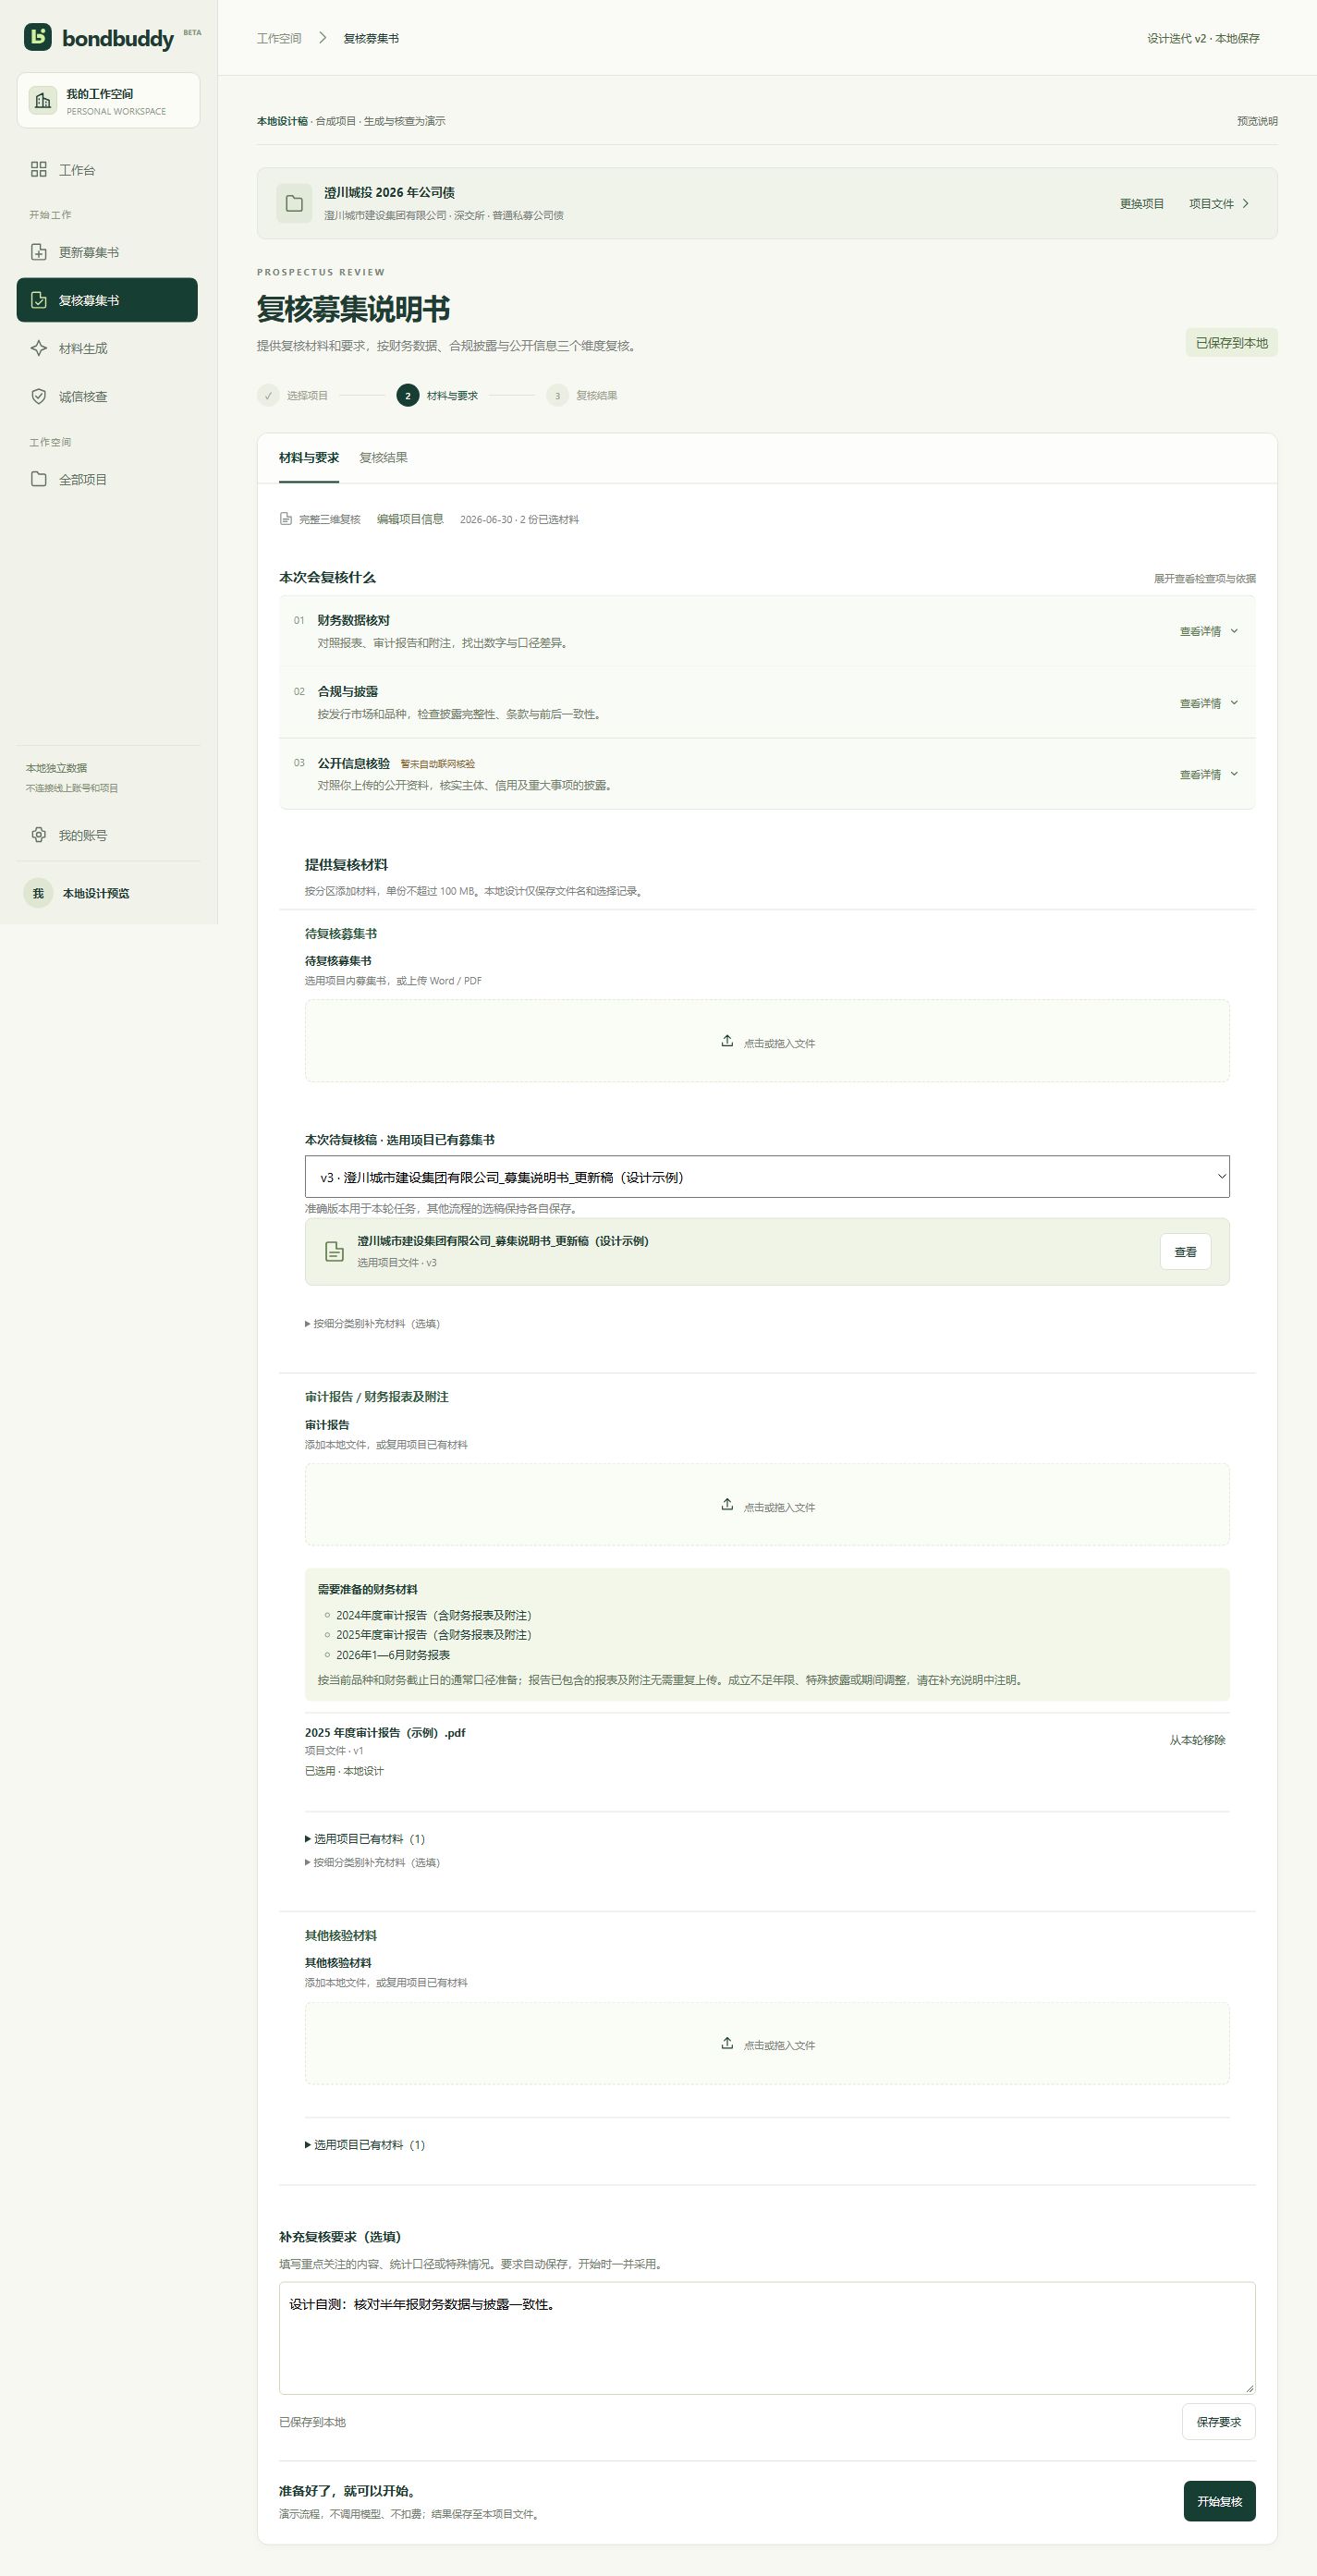 bondbuddy BETA
我的工作空间
PERSONAL WORKSPACE
工作台
开始工作
更新募集书
复核募集书
材料生成
诚信核查
工作空间
全部项目
本地独立数据
不连接线上账号和项目
我的账号
我 本地设计预览
工作空间 复核募集书 设计迭代 v2 · 本地保存
本地设计稿 · 合成项目 · 生成与核查为演示 预览说明
澄川城投 2026 年公司债
澄川城市建设集团有限公司 · 深交所 · 普通私募公司债
更换项目 项目文件
PROSPECTUS REVIEW
复核募集说明书
提供复核材料和要求，按财务数据、合规披露与公开信息三个维度复核。
已保存到本地
✓ 选择项目 2 材料与要求 3 复核结果
材料与要求 复核结果
完整三维复核 编辑项目信息 2026-06-30 · 2 份已选材料
本次会复核什么 展开查看检查项与依据
01 财务数据核对
对照报表、审计报告和附注，找出数字与口径差异。
查看详情
02 合规与披露
按发行市场和品种，检查披露完整性、条款与前后一致性。
查看详情
03 公开信息核验 暂未自动联网核验
对照你上传的公开资料，核实主体、信用及重大事项的披露。
查看详情
提供复核材料
按分区添加材料，单份不超过 100 MB。本地设计仅保存文件名和选择记录。
待复核募集书
待复核募集书
选用项目内募集书，或上传 Word / PDF
点击或拖入文件
本次待复核稿 · 选用项目已有募集书
v3 · 澄川城市建设集团有限公司_募集说明书_更新稿（设计示例）
准确版本用于本轮任务，其他流程的选稿保持各自保存。
澄川城市建设集团有限公司_募集说明书_更新稿（设计示例）
选用项目文件 · v3
查看
▶ 按细分类别补充材料（选填）
审计报告 / 财务报表及附注
审计报告
添加本地文件，或复用项目已有材料
点击或拖入文件
需要准备的财务材料
2024年度审计报告（含财务报表及附注）
2025年度审计报告（含财务报表及附注）
2026年1—6月财务报表
按当前品种和财务截止日的通常口径准备；报告已包含的报表及附注无需重复上传。成立不足年限、特殊披露或期间调整，请在补充说明中注明。
2025 年度审计报告（示例）.pdf
项目文件 · v1
已选用 · 本地设计
从本轮移除
▶ 选用项目已有材料（1）
▶ 按细分类别补充材料（选填）
其他核验材料
其他核验材料
添加本地文件，或复用项目已有材料
点击或拖入文件
▶ 选用项目已有材料（1）
补充复核要求（选填）
填写重点关注的内容、统计口径或特殊情况。要求自动保存，开始时一并采用。
设计自测：核对半年报财务数据与披露一致性。
已保存到本地 保存要求
准备好了，就可以开始。
演示流程，不调用模型、不扣费；结果保存至本项目文件。
开始复核